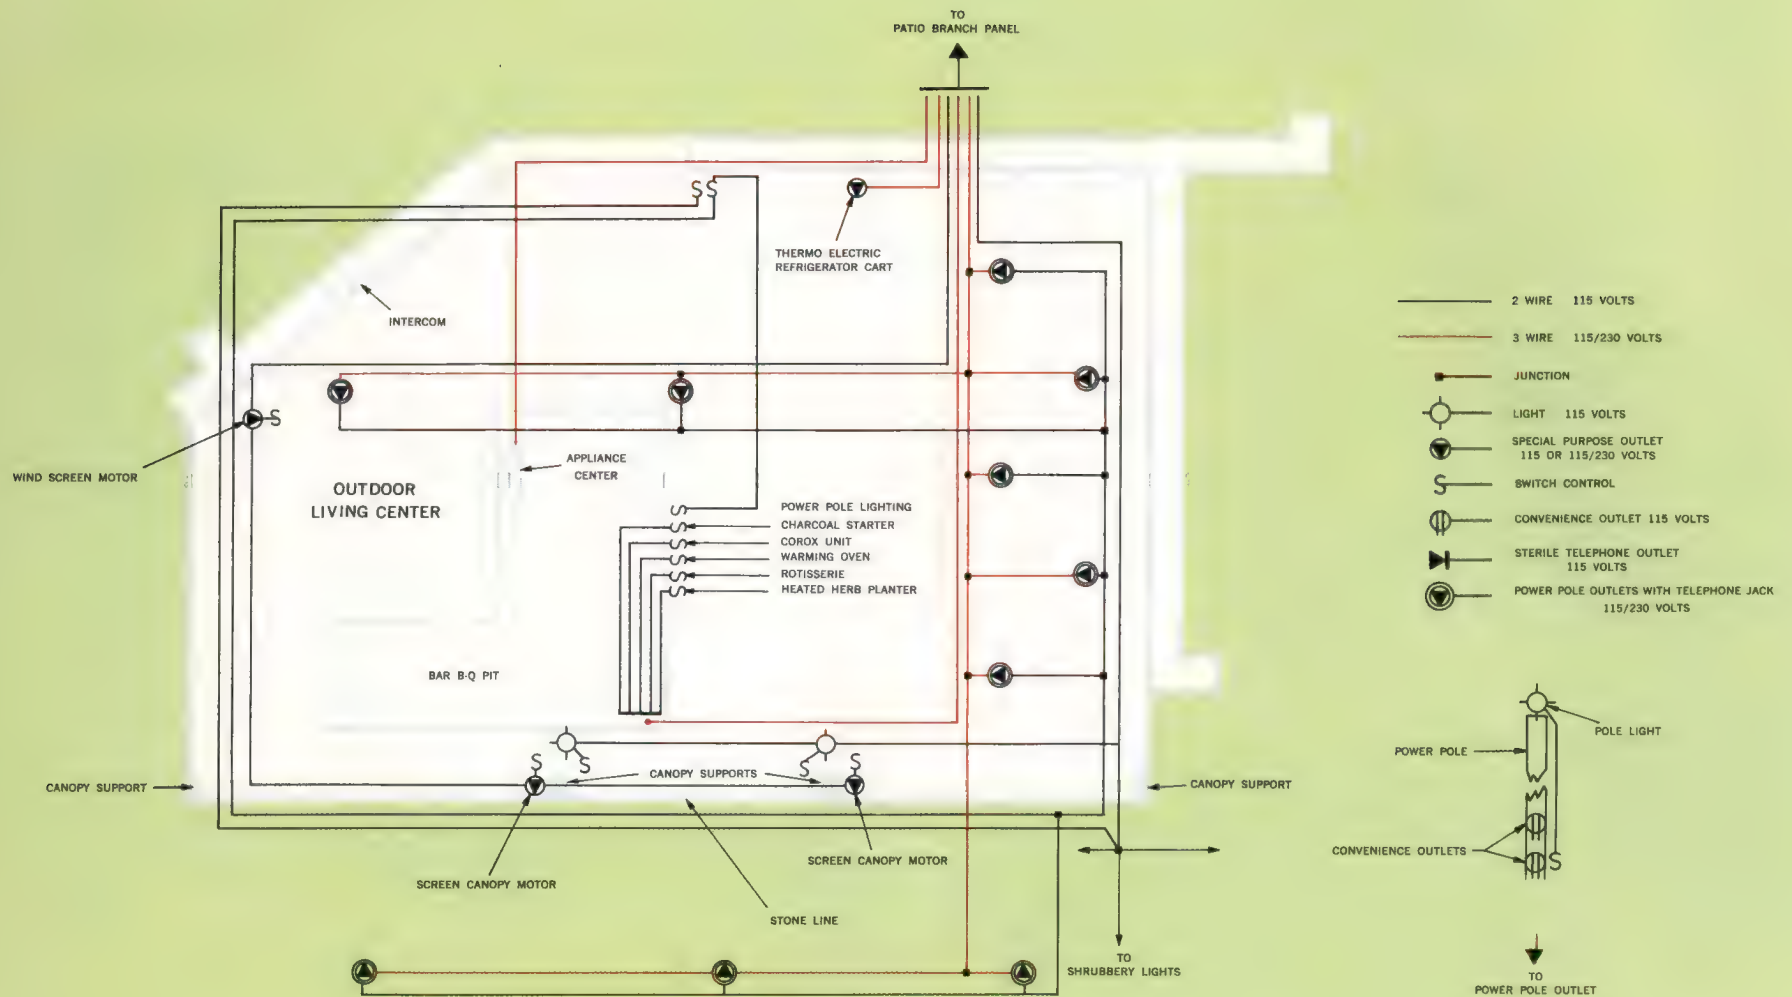 TO
PATIO BRANCH PANEL
S S
THERMO ELECTRIC
REFRIGERATOR CART
INTERCOM
S
WIND SCREEN MOTOR
APPLIANCE
CENTER
OUTDOOR
LIVING CENTER
POWER POLE LIGHTING
CHARCOAL STARTER
COROX UNIT
WARMING OVEN
ROTISSERIE
HEATED HERB PLANTER
S
S
S
S
S
S
BAR B-Q PIT
S
S
S
S
CANOPY SUPPORT
CANOPY SUPPORTS
CANOPY SUPPORT
SCREEN CANOPY MOTOR
SCREEN CANOPY MOTOR
STONE LINE
TO
SHRUBBERY LIGHTS
2 WIRE 115 VOLTS
3 WIRE 115/230 VOLTS
JUNCTION
LIGHT 115 VOLTS
SPECIAL PURPOSE OUTLET
115 OR 115/230 VOLTS
S
SWITCH CONTROL
CONVENIENCE OUTLET 115 VOLTS
STERILE TELEPHONE OUTLET
115 VOLTS
POWER POLE OUTLETS WITH TELEPHONE JACK
115/230 VOLTS
POLE LIGHT
POWER POLE
CONVENIENCE OUTLETS
S
TO
POWER POLE OUTLET